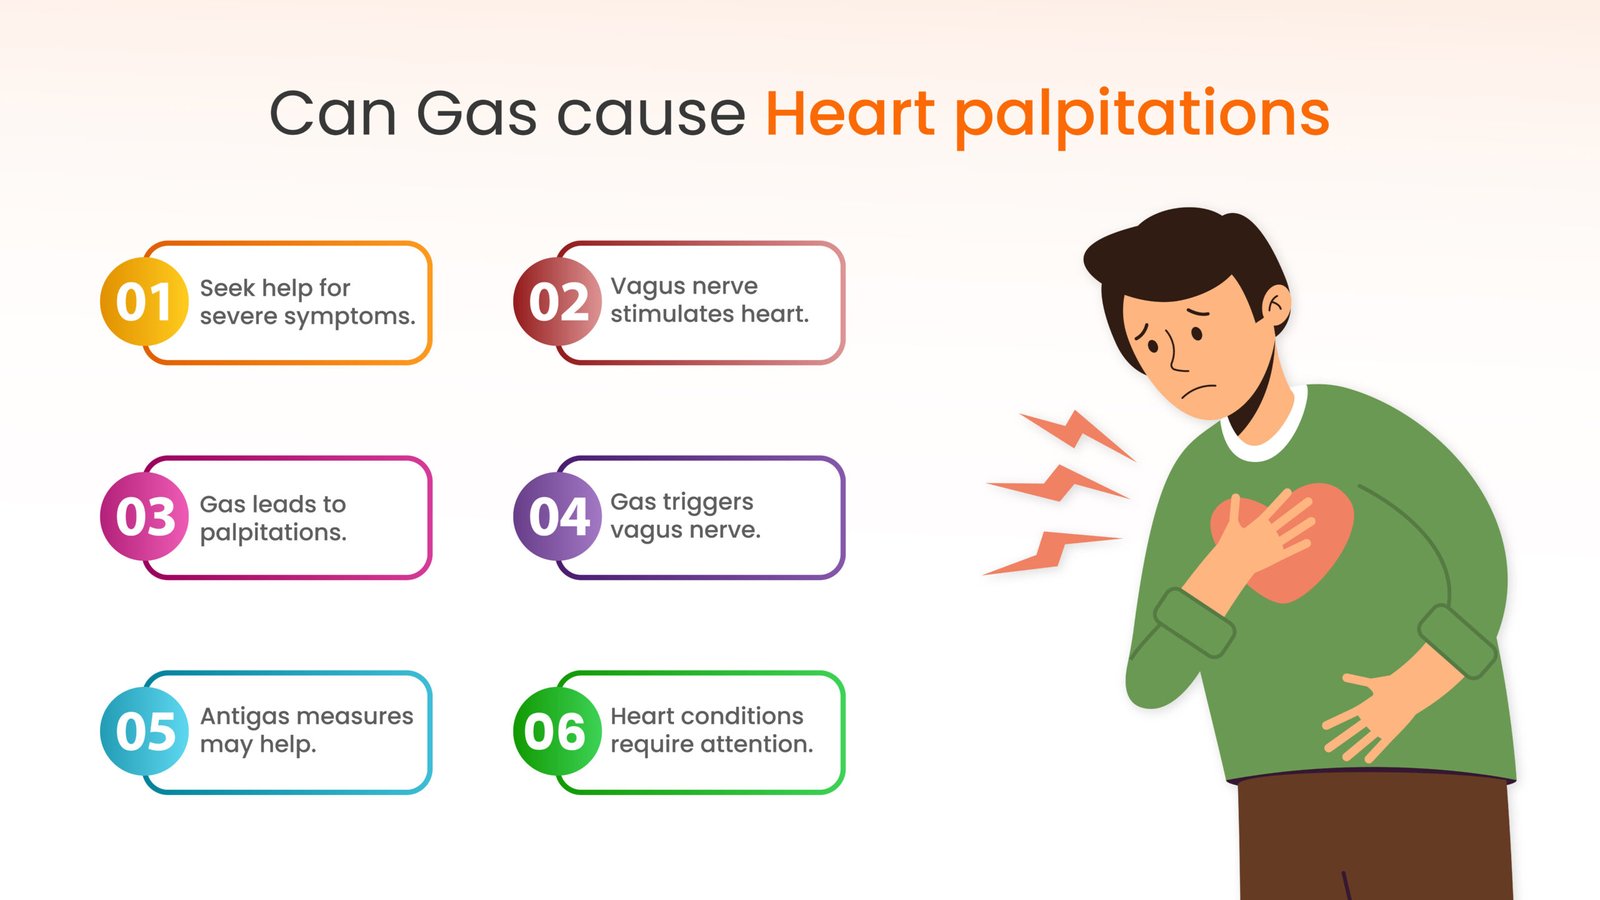 Can Gas cause Heart palpitations
01
Seek help for
severe symptoms.
02
Vagus nerve
stimulates heart.
03
Gas leads to
palpitations.
04
Gas triggers
vagus nerve.
05
Antigas measures
may help.
06
Heart conditions
require attention.